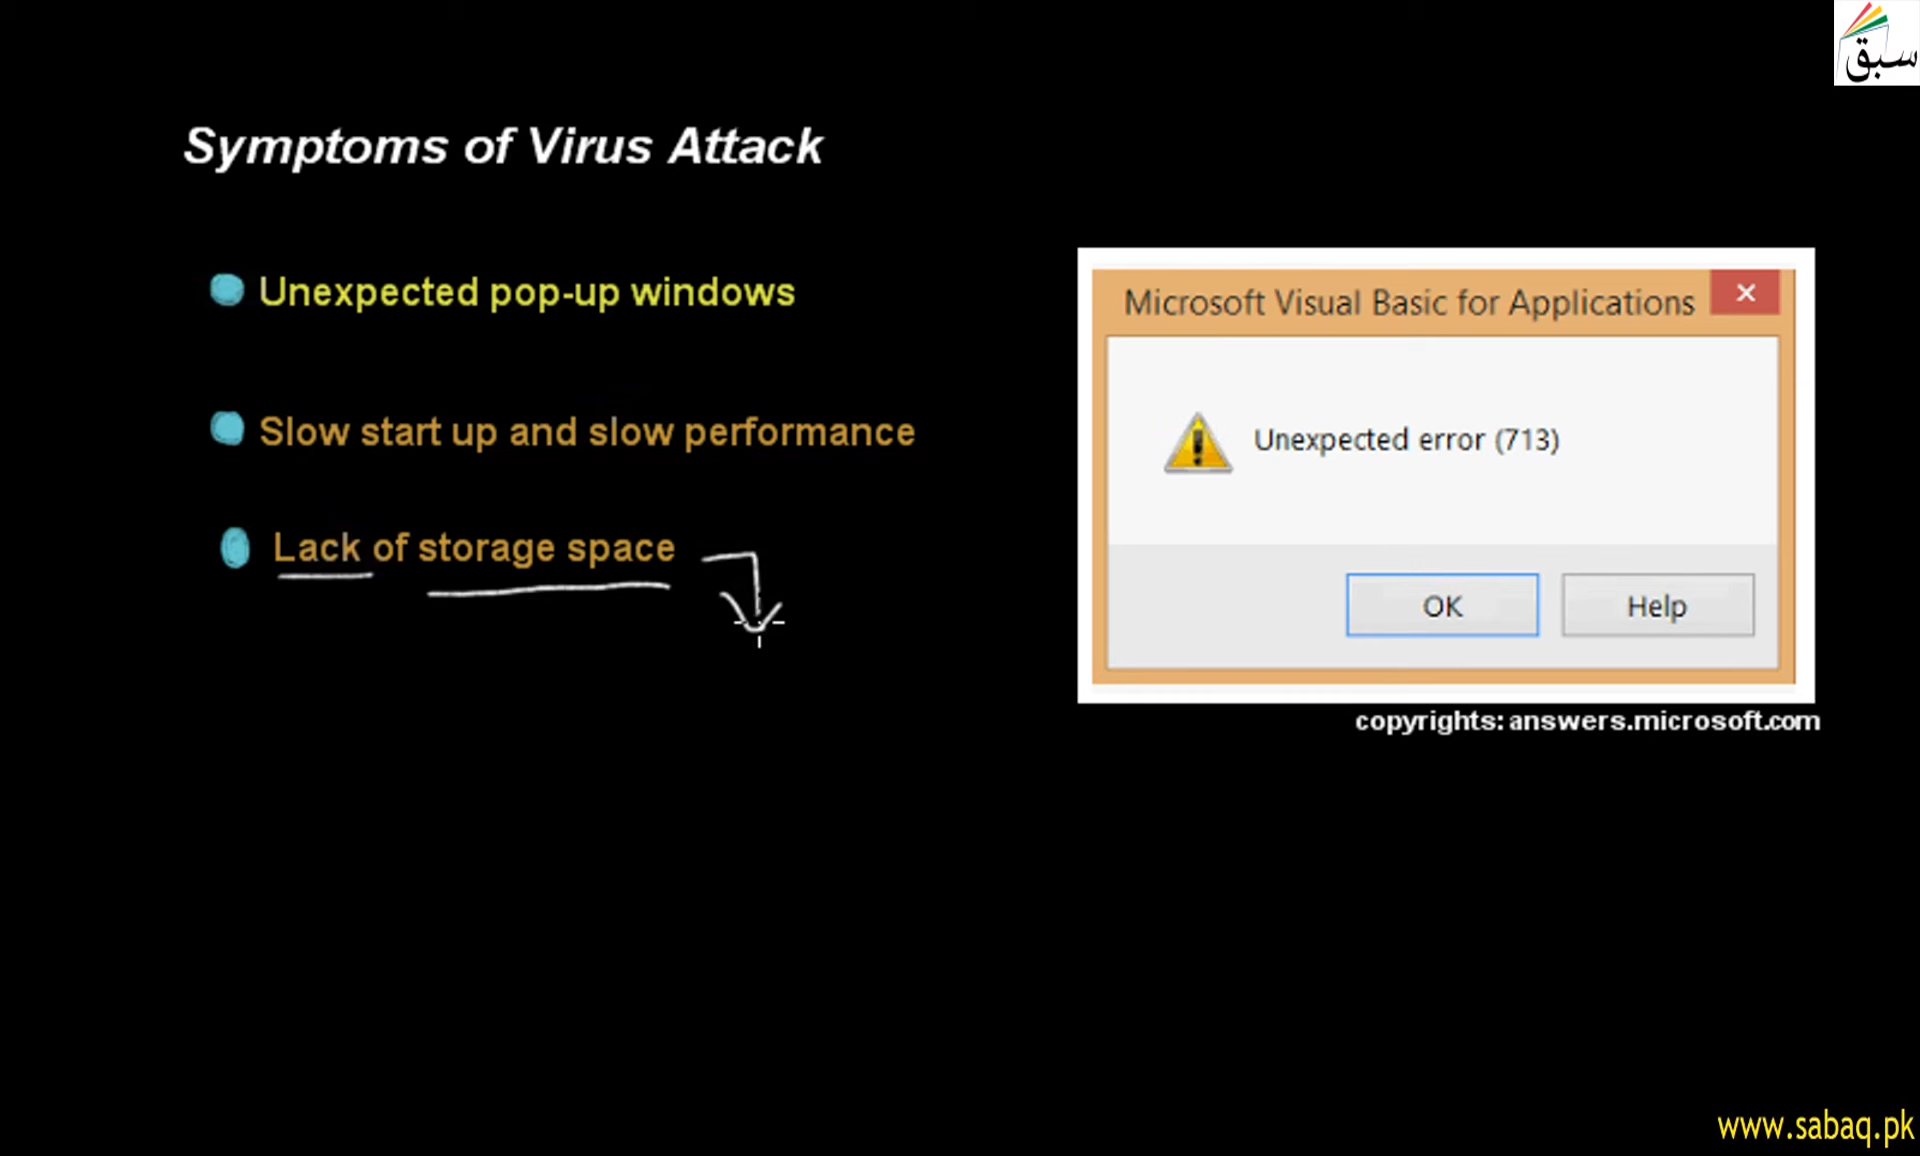 سبق
Symptoms of Virus Attack
Unexpected pop-up windows
Slow start up and slow performance
Lack of storage space
Microsoft Visual Basic for Applications
Unexpected error (713)
OK
Help
copyrights: answers.microsoft.com
www.sabaq.pk